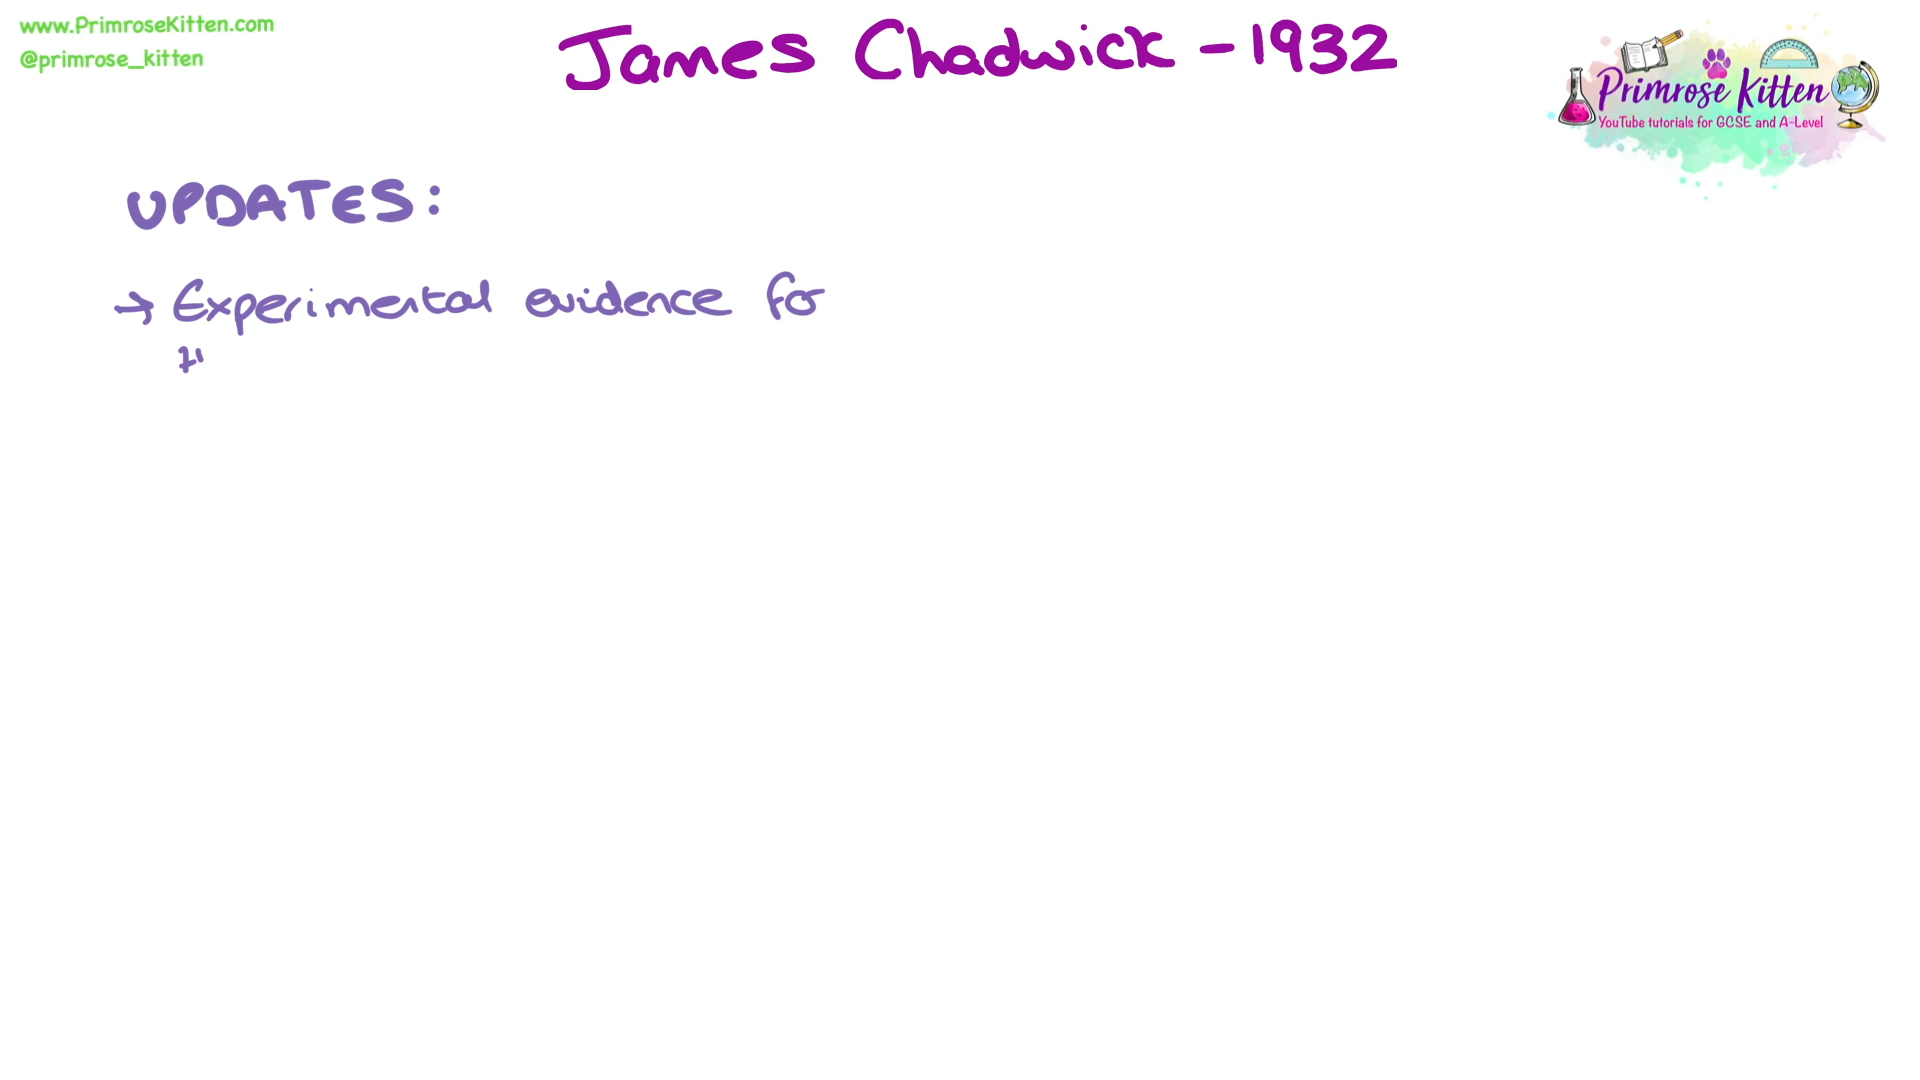 www.PrimroseKitten.com
@primrose_kitten
James Chadwick - 1932
Primrose Kitten
YouTube tutorials for GCSE and A-Level
UPDATES:
→ Experimental evidence for